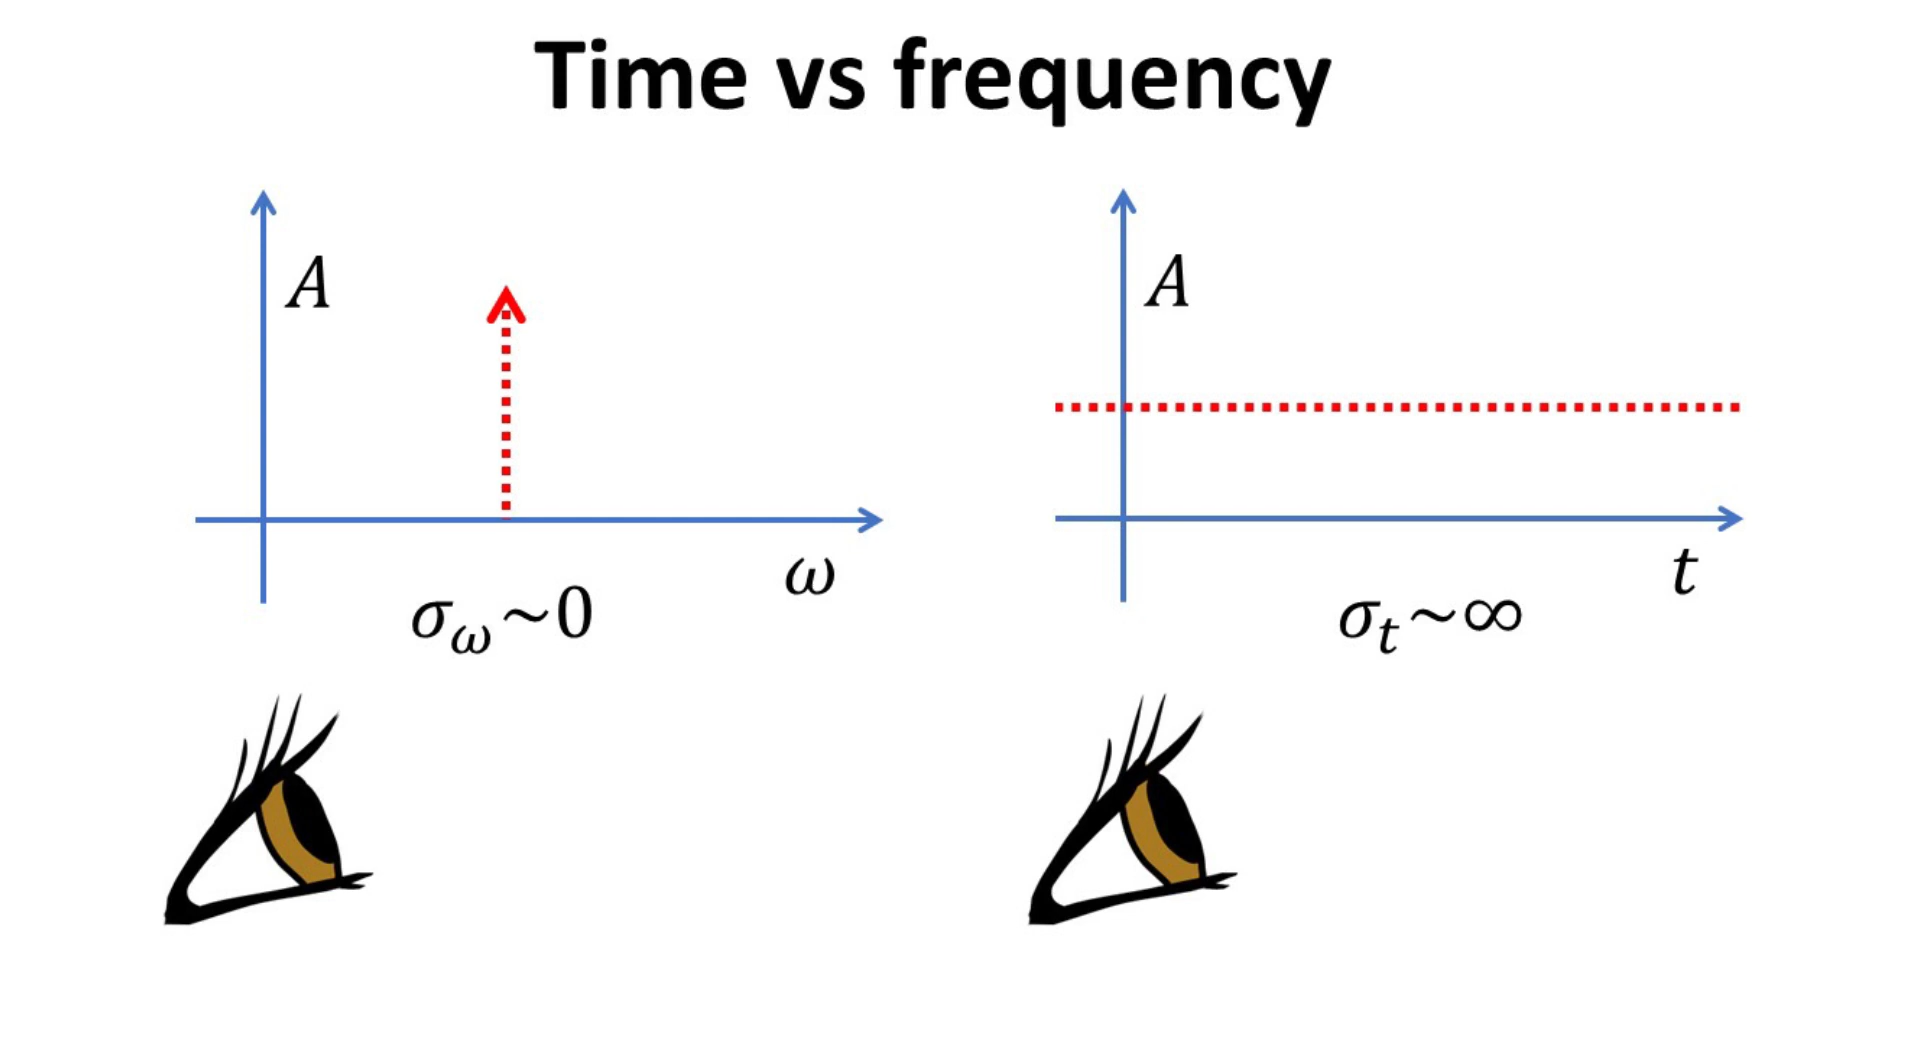 Time vs frequency
A
A
ω
t
σω~0
σt~∞